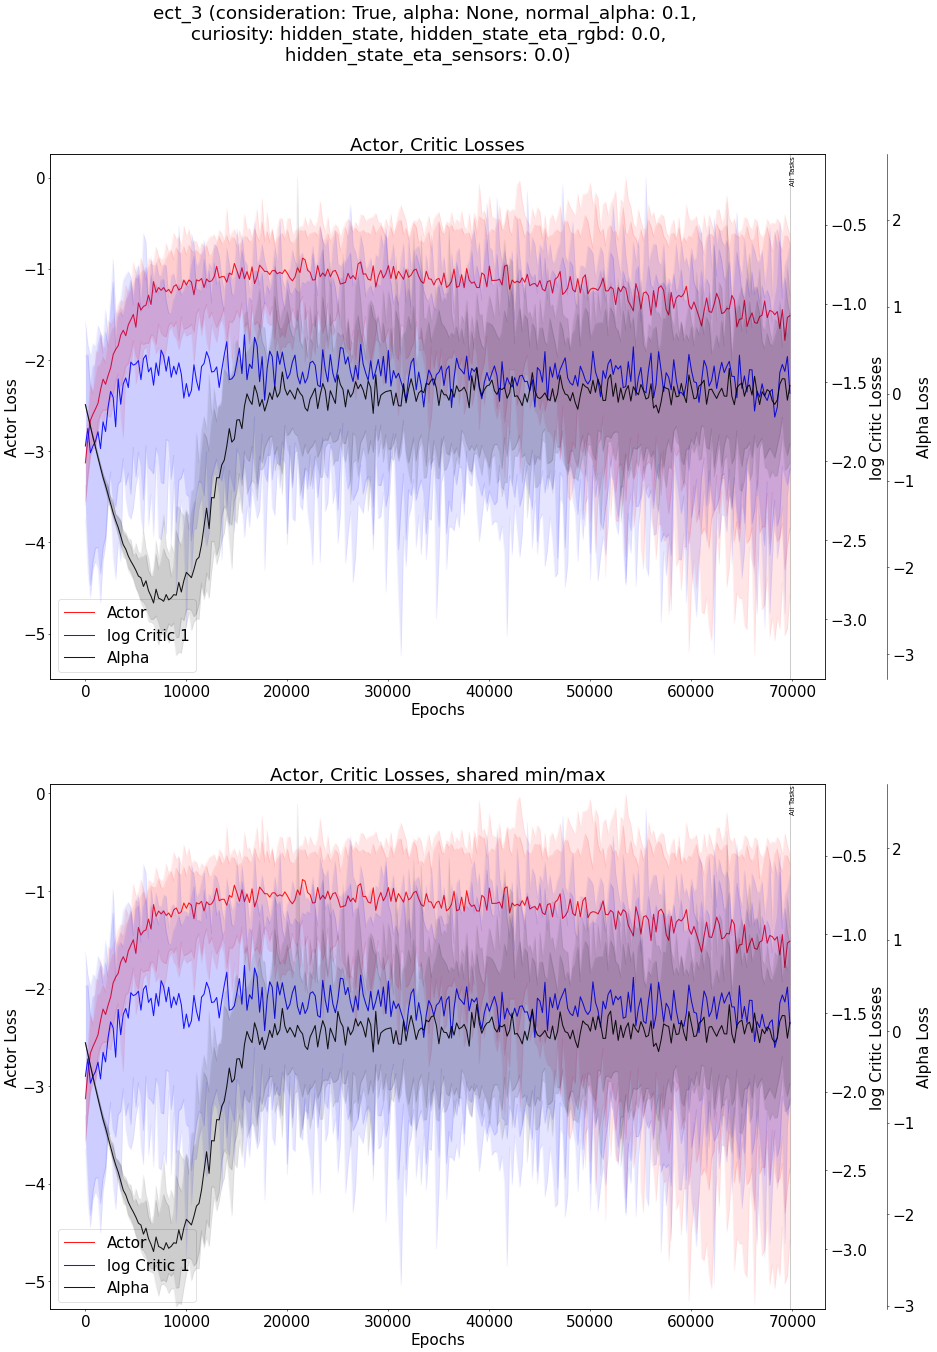 ect_3 (consideration: True, alpha: None, normal_alpha: 0.1,
curiosity: hidden_state, hidden_state_eta_rgbd: 0.0,
hidden_state_eta_sensors: 0.0)
Actor, Critic Losses
All Tasks
0
−1
−2
−3
−4
−5
Actor Loss
−0.5
−1.0
−1.5
−2.0
−2.5
−3.0
log Critic Losses
2
1
0
−1
−2
−3
Alpha Loss
Actor
log Critic 1
Alpha
0 10000 20000 30000 40000 50000 60000 70000
Epochs
Actor, Critic Losses, shared min/max
All Tasks
0
−1
−2
−3
−4
−5
Actor Loss
−0.5
−1.0
−1.5
−2.0
−2.5
−3.0
log Critic Losses
2
1
0
−1
−2
−3
Alpha Loss
Actor
log Critic 1
Alpha
0 10000 20000 30000 40000 50000 60000 70000
Epochs